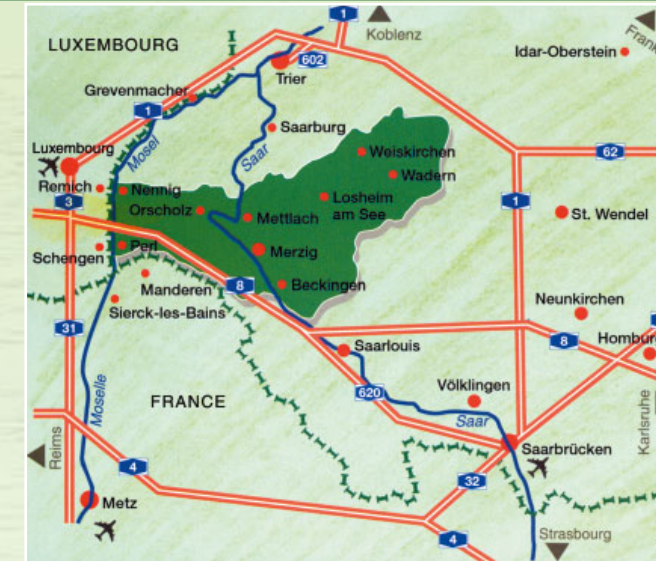 1
Koblenz
Frank
LUXEMBOURG
Idar-Oberstein
602
Trier
Grevenmacher
1
Mosel
Saarburg
Saar
Luxembourg
Weiskirchen
62
Wadern
Remich
Nennig
Losheim
am See
3
Orscholz
Mettlach
1
St. Wendel
Schengen
Perl
Merzig
Manderen
8
Beckingen
Sierck-les-Bains
Neunkirchen
31
Homburg
8
Saarlouis
620
Völklingen
Moselle
FRANCE
Saar
Karlsruhe
Reims
Saarbrücken
4
32
Metz
4
Strasbourg